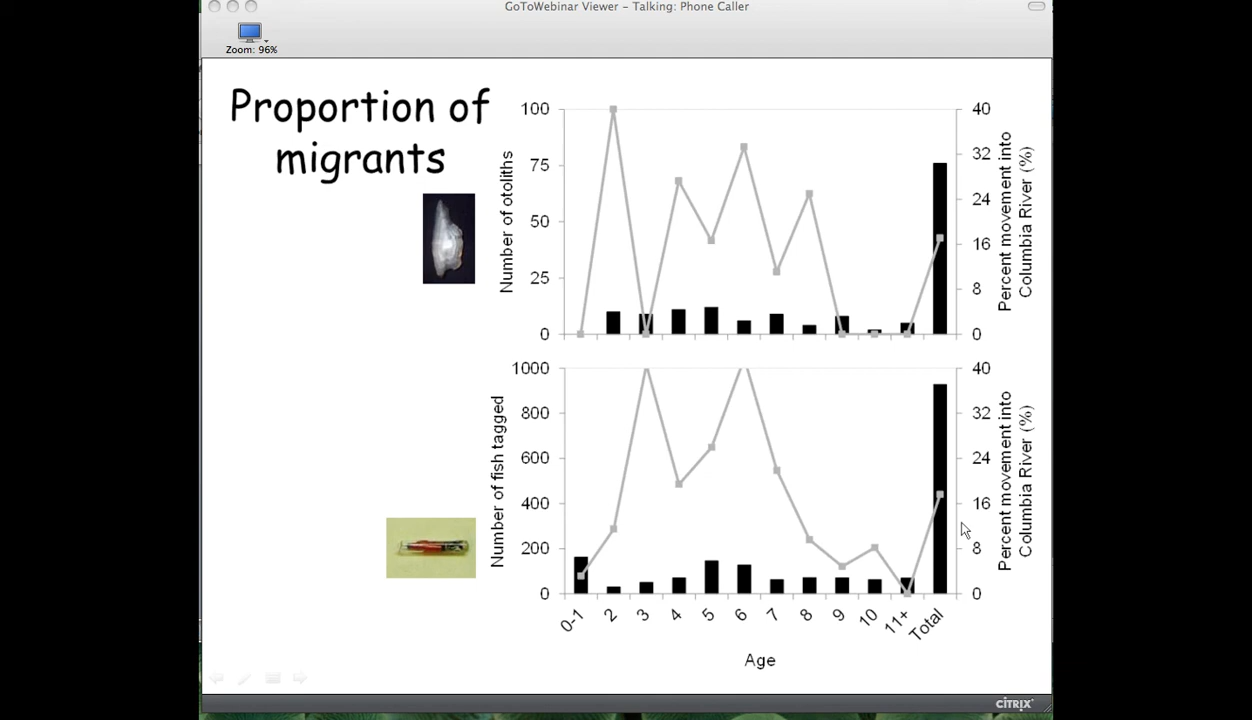 GoToWebinar Viewer – Talking: Phone Caller
Zoom: 96%
Proportion of
migrants
Number of otoliths
100
75
50
25
0
40
32
24
16
8
0
Percent movement into
Columbia River (%)
Number of fish tagged
1000
800
600
400
200
0
40
32
24
16
8
0
Percent movement into
Columbia River (%)
0-1 2 3 4 5 6 7 8 9 10 11+ Total
Age
CITRIX